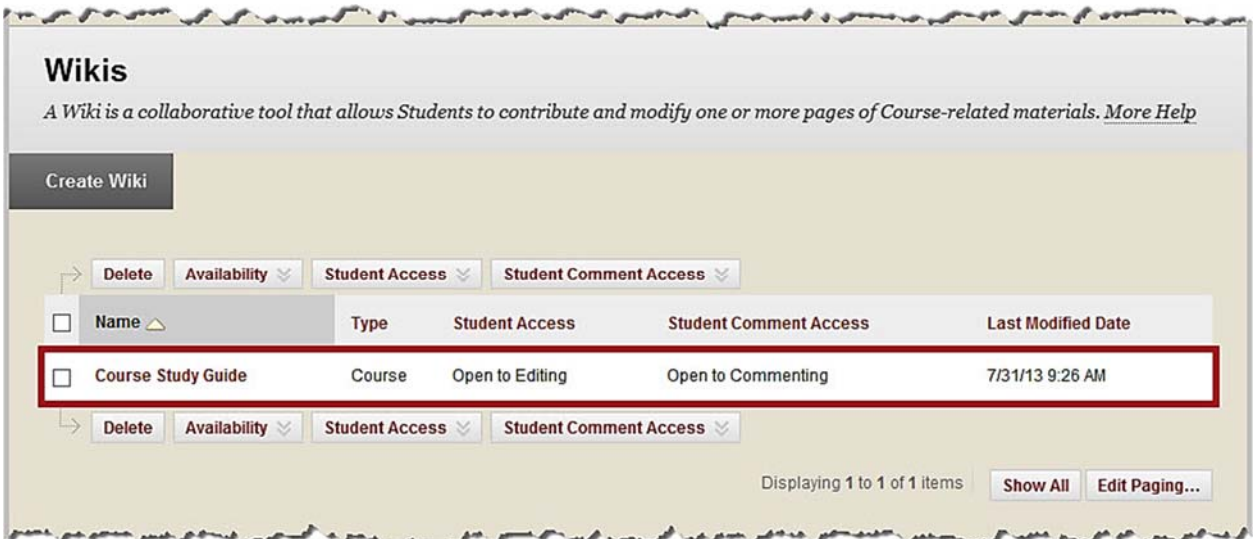 Wikis
A Wiki is a collaborative tool that allows Students to contribute and modify one or more pages of Course-related materials. More Help
Create Wiki
Delete Availability Student Access Student Comment Access
Name Type Student Access Student Comment Access Last Modified Date
Course Study Guide Course Open to Editing Open to Commenting 7/31/13 9:26 AM
Delete Availability Student Access Student Comment Access
Displaying 1 to 1 of 1 items Show All Edit Paging...